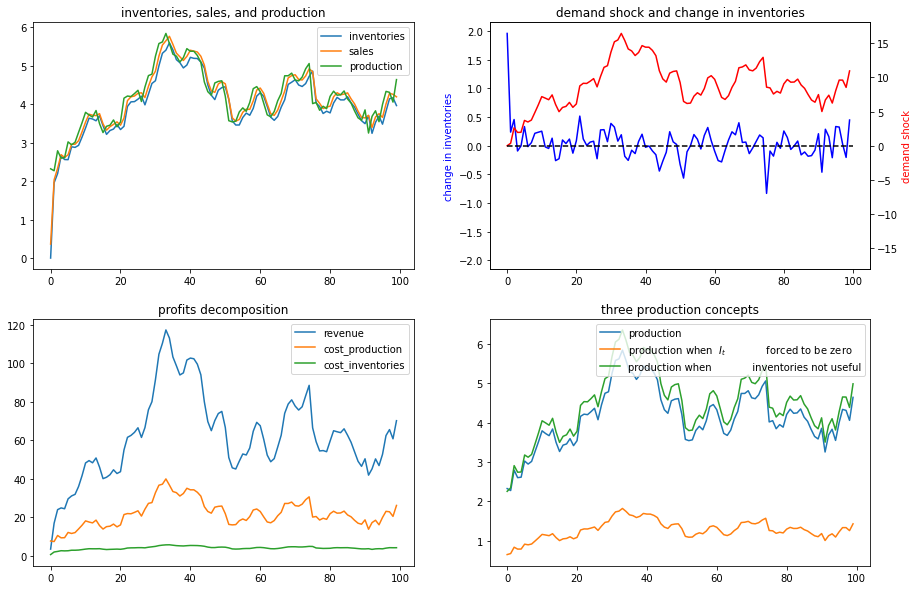 inventories, sales, and production
6
5
4
3
2
1
0
inventories
sales
production
0 20 40 60 80 100
demand shock and change in inventories
2.0
1.5
1.0
0.5
0.0
−0.5
−1.0
−1.5
−2.0
change in inventories
15
10
5
0
−5
−10
−15
demand shock
0 20 40 60 80 100
profits decomposition
120
100
80
60
40
20
0
revenue
cost_production
cost_inventories
0 20 40 60 80 100
three production concepts
6
5
4
3
2
1
production
production when I_t forced to be zero
production when inventories not useful
0 20 40 60 80 100